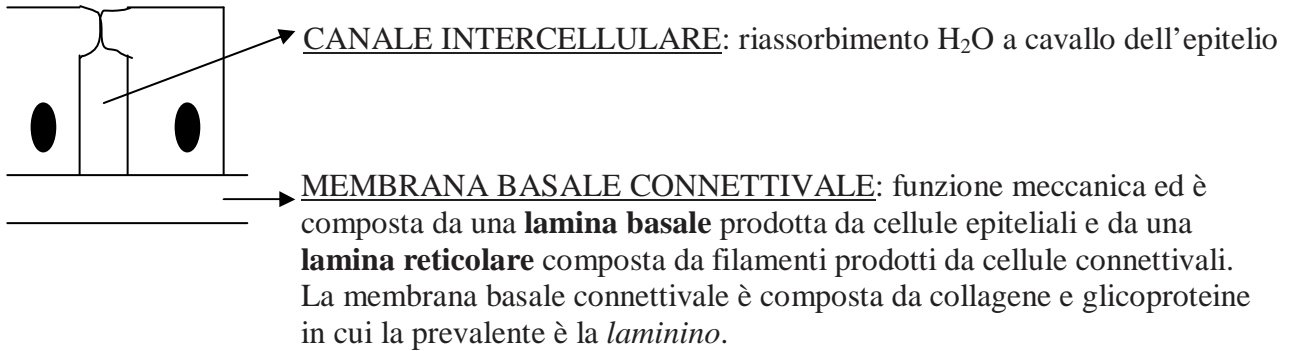 CANALE INTERCELLULARE: riassorbimento H₂O a cavallo dell’epitelio
MEMBRANA BASALE CONNETTIVALE: funzione meccanica ed è
composta da una lamina basale prodotta da cellule epiteliali e da una
lamina reticolare composta da filamenti prodotti da cellule connettivali.
La membrana basale connettivale è composta da collagene e glicoproteine
in cui la prevalente è la laminino.